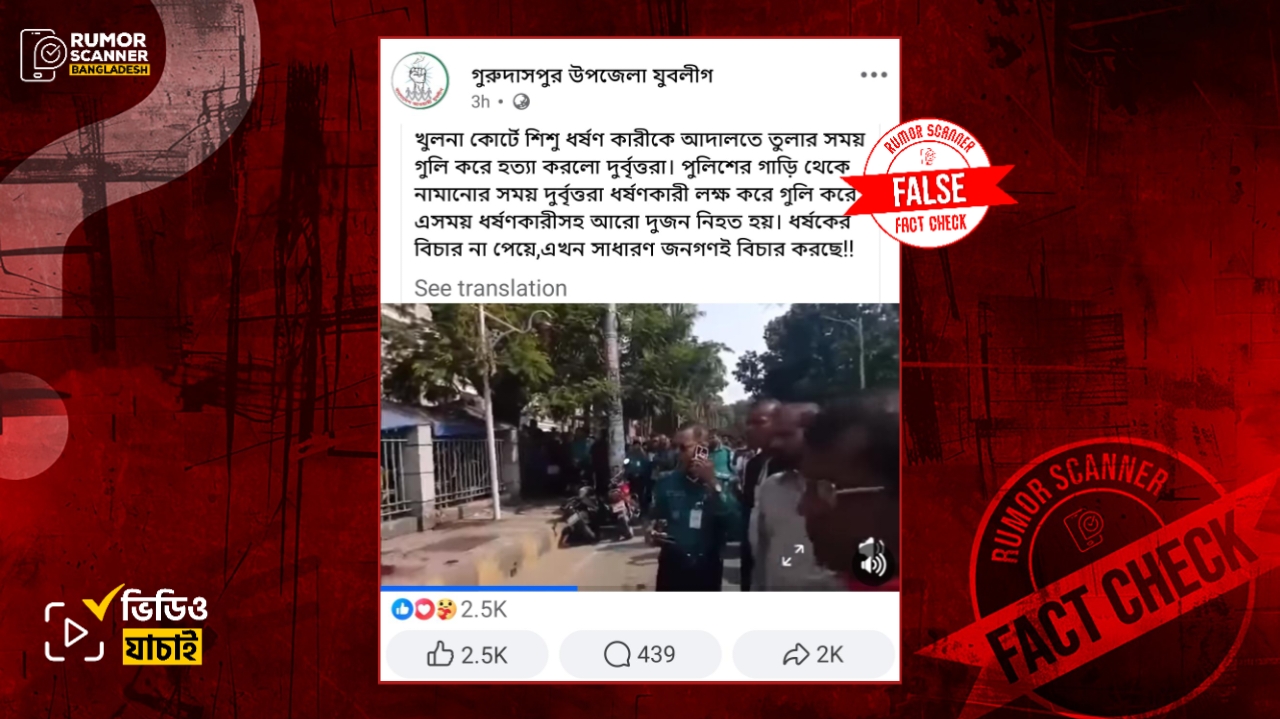 RUMOR
SCANNER
BANGLADESH
গুরুদাসপুর উপজেলা যুবলীগ
3h
খুলনা কোর্টে শিশু ধর্ষণ কারীকে আদালতে তুলার সময়
গুলি করে হত্যা করলো দুর্বৃত্তরা। পুলিশের গাড়ি থেকে
নামানোর সময় দুর্বৃত্তরা ধর্ষণকারী লক্ষ করে গুলি করে
এসময় ধর্ষণকারীসহ আরো দুজন নিহত হয়। ধর্ষকের
বিচার না পেয়ে,এখন সাধারণ জনগণই বিচার করছে!!
See translation
RUMOR SCANNER
FALSE
FACT CHECK
2.5K
2.5K
439
2K
ভিডিও
যাচাই
RUMOR SCANNER
FACT CHECK